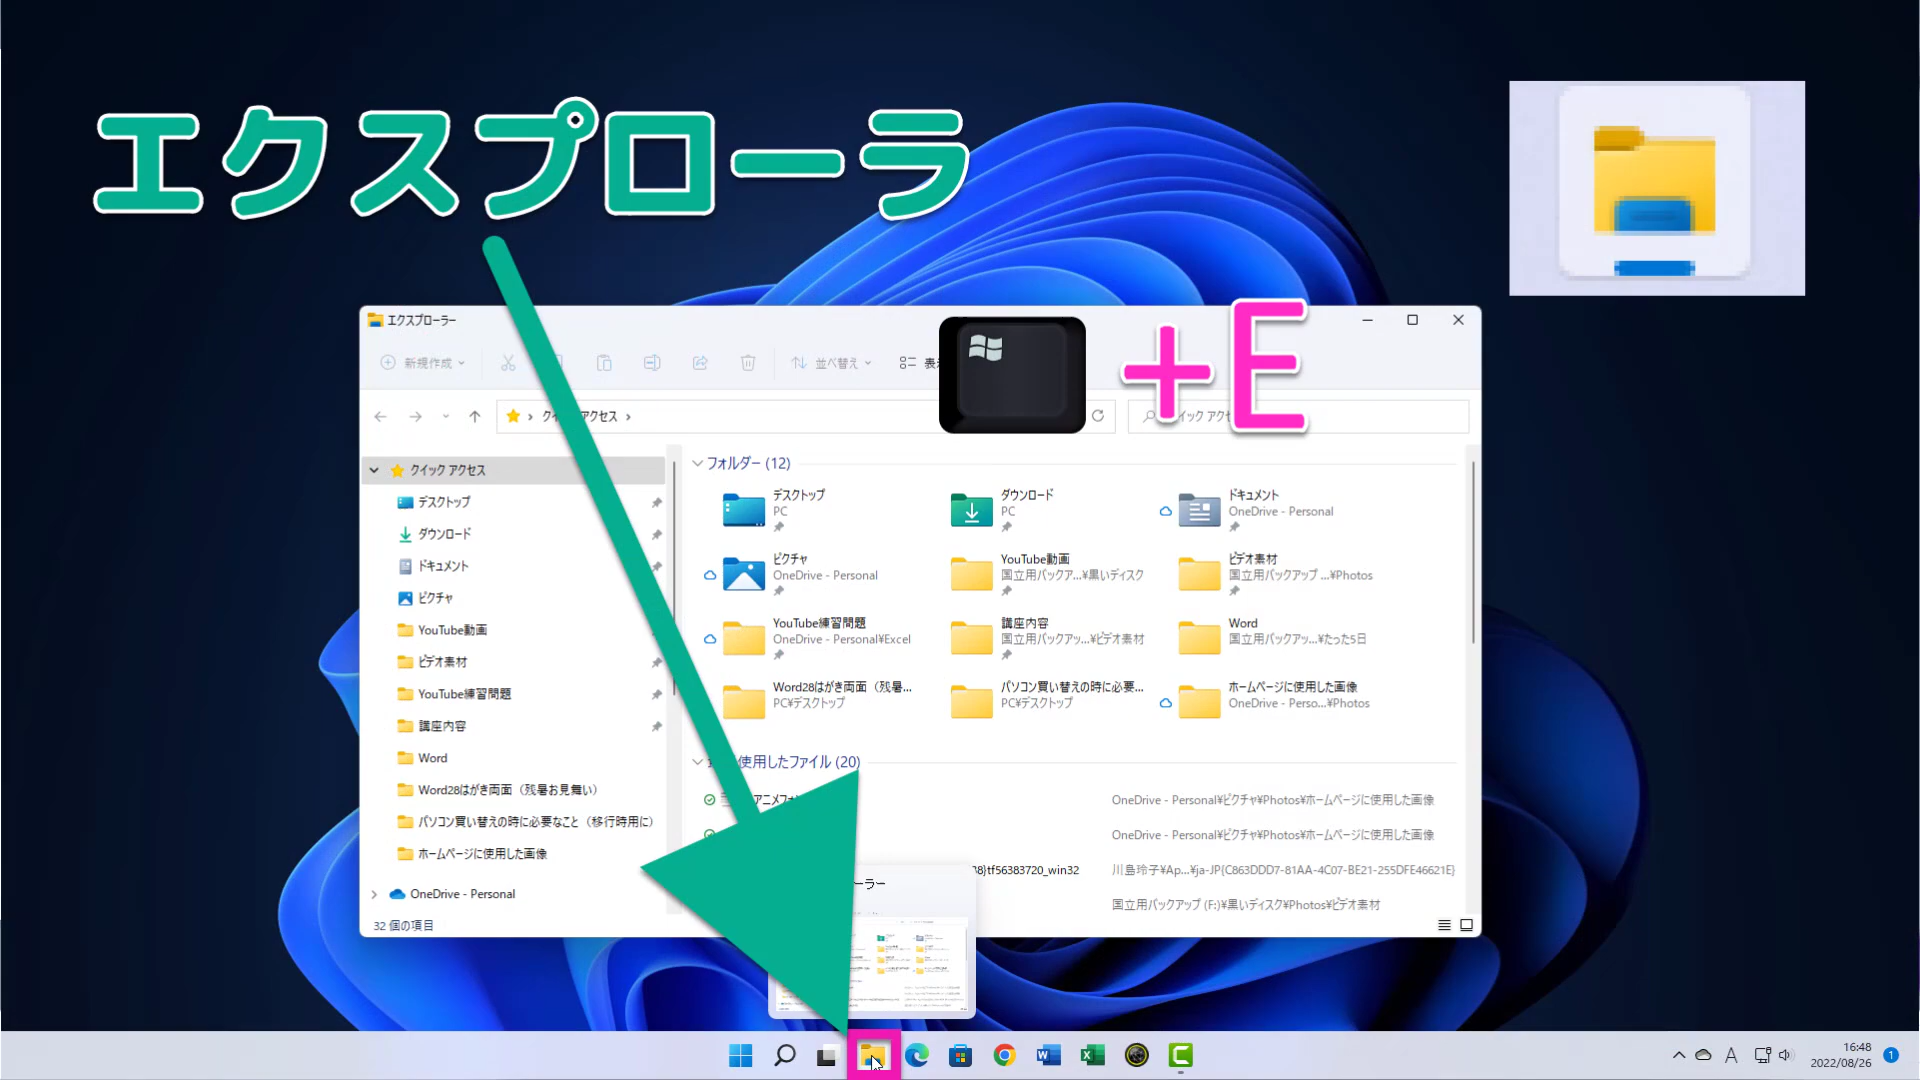 エクスプローラ
+E
エクスプローラー
新規作成
並べ替え
クイックアクセス
クイック アクセス
デスクトップ
ダウンロード
ドキュメント
ピクチャ
YouTube動画
ビデオ素材
YouTube練習問題
講座内容
Word
Word28はがき両面（残暑お見舞い）
パソコン買い替えの時に必要なこと（移行時用に）
ホームページに使用した画像
OneDrive - Personal
32 個の項目
フォルダー (12)
デスクトップ
PC
ダウンロード
PC
ドキュメント
OneDrive - Personal
ピクチャ
OneDrive - Personal
YouTube動画
国立用バックア...¥黒いディスク
ビデオ素材
国立用バックアップ ...¥Photos
YouTube練習問題
OneDrive - Personal¥Excel
講座内容
国立用バックアッ...¥ビデオ素材
Word
国立用バックアッ...¥たった5日
Word28はがき両面（残暑...
PC¥デスクトップ
パソコン買い替えの時に必要...
PC¥デスクトップ
ホームページに使用した画像
OneDrive - Perso...¥Photos
使用したファイル (20)
OneDrive - Personal¥ピクチャ¥Photos¥ホームページに使用した画像
OneDrive - Personal¥ピクチャ¥Photos¥ホームページに使用した画像
}tf56383720_win32
川島玲子¥Ap...¥ja-JP{C863DDD7-81AA-4C07-BE21-255DFE46621E}
国立用バックアップ (F:)¥黒いディスク¥Photos¥ビデオ素材
ーラー
A
16:48
2022/08/26
1